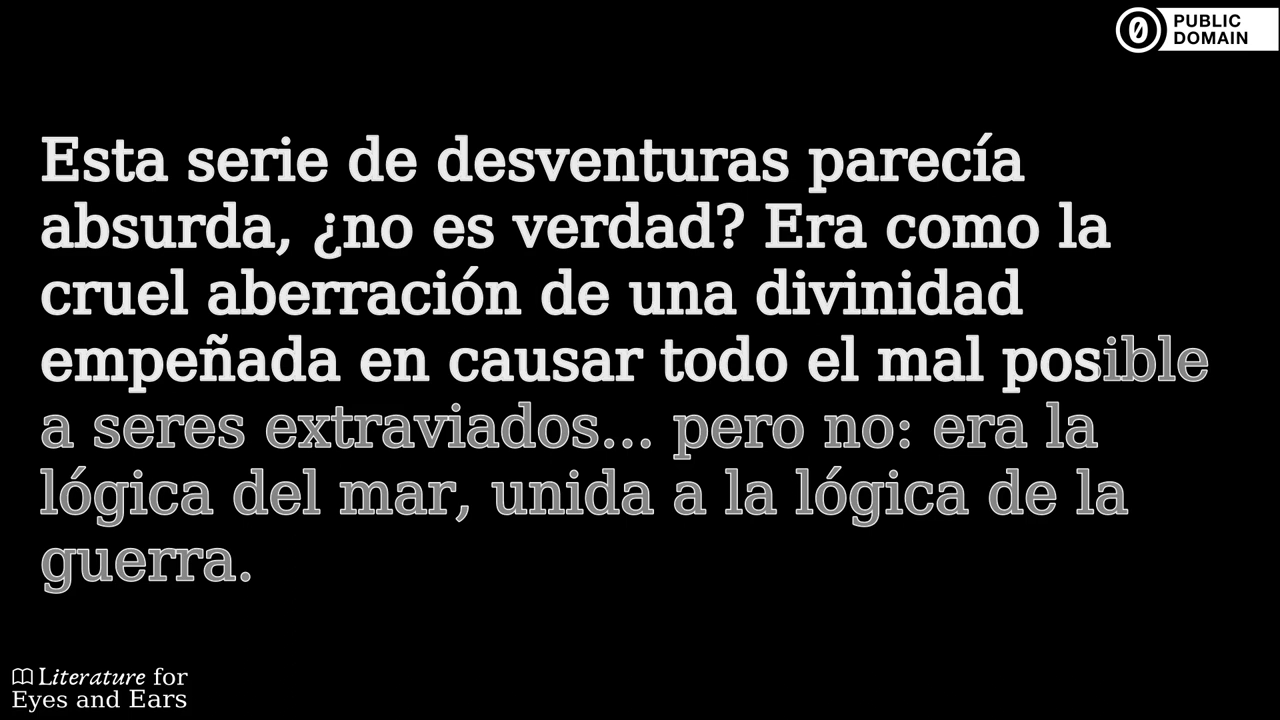 PUBLIC
DOMAIN
Esta serie de desventuras parecía
absurda, ¿no es verdad? Era como la
cruel aberración de una divinidad
empeñada en causar todo el mal posible
a seres extraviados... pero no: era la
lógica del mar, unida a la lógica de la
guerra.
Literature for
Eyes and Ears